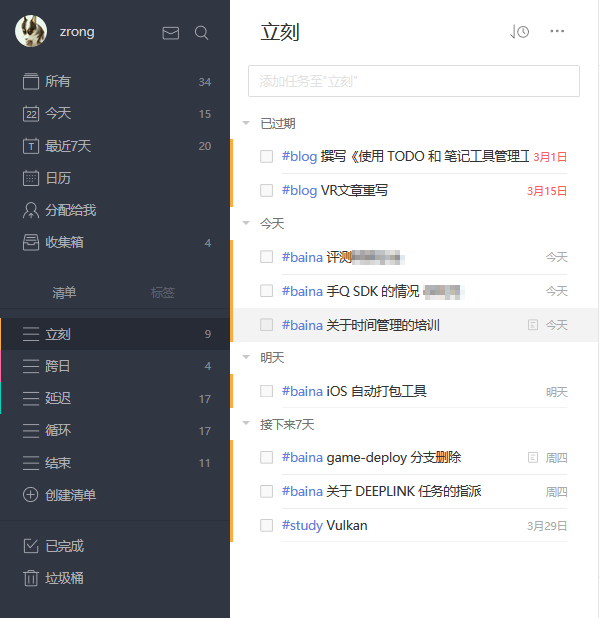 zrong
所有 34
22 今天 15
T 最近7天 20
日历
分配给我
收集箱 4
清单 标签
立刻 9
跨日 4
延迟 17
循环 17
结束 11
创建清单
已完成
垃圾桶
立刻
添加任务至"立刻"
已过期
#blog 撰写《使用 TODO 和 笔记工具管理工 3月1日
#blog VR文章重写 3月15日
今天
#baina 评测 今天
#baina 手Q SDK 的情况 今天
#baina 关于时间管理的培训 今天
明天
#baina iOS 自动打包工具 明天
接下来7天
#baina game-deploy 分支删除 周四
#baina 关于 DEEPLINK 任务的指派 周四
#study Vulkan 3月29日